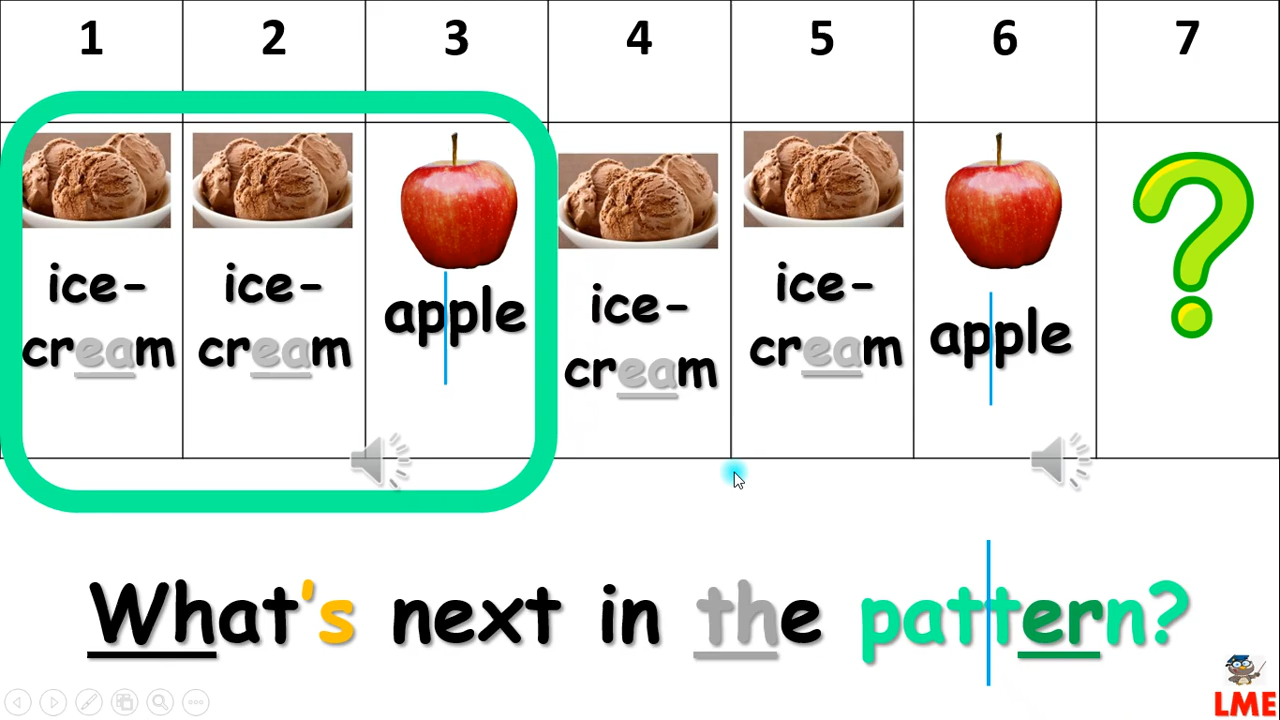 1 2 3 4 5 6 7
ice- ice- apple ice- ice- apple ?
cream cream cream cream
What's next in the pattern?
LME